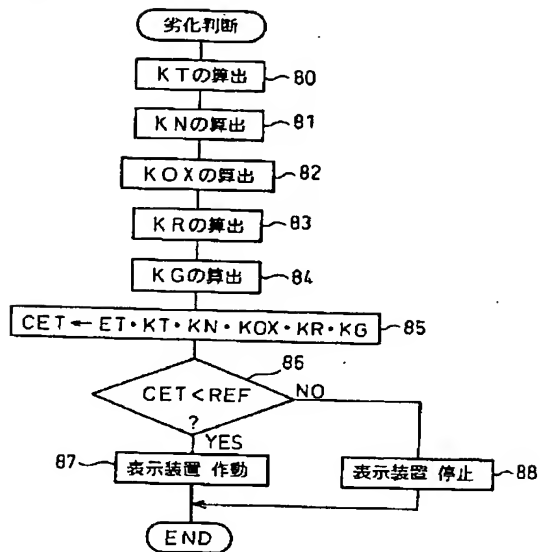 劣化判断
KTの算出 80
KNの算出 81
KOXの算出 82
KRの算出 83
KGの算出 84
CET←ET・KT・KN・KOX・KR・KG 85
86
CET<REF NO
?
YES
87 表示装置 作動 表示装置 停止 88
END